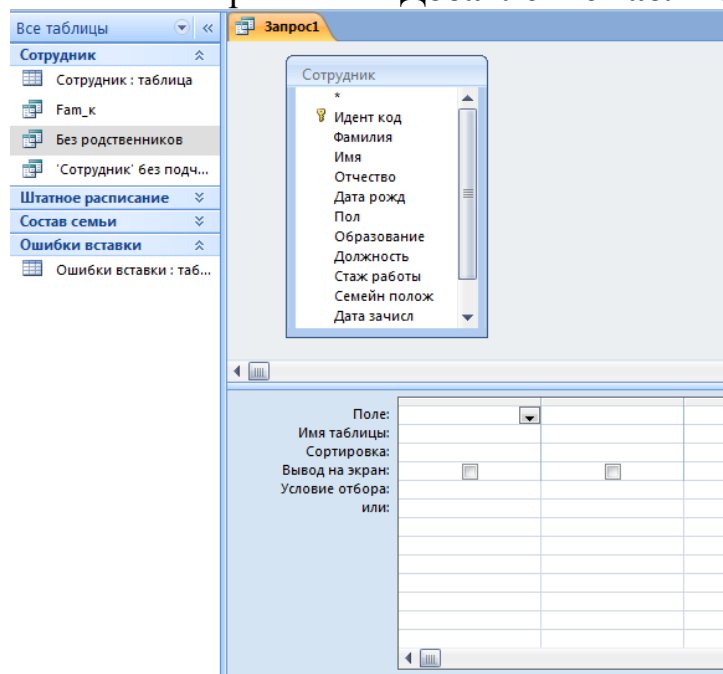 Все таблицы
Сотрудник
Сотрудник : таблица
Fam_к
Без родственников
'Сотрудник' без подч...
Штатное расписание
Состав семьи
Ошибки вставки
Ошибки вставки : таб...
Запрос1
Сотрудник
*
Идент код
Фамилия
Имя
Отчество
Дата рожд
Пол
Образование
Должность
Стаж работы
Семейн полож
Дата зачисл
Поле:
Имя таблицы:
Сортировка:
Вывод на экран:
Условие отбора:
или: